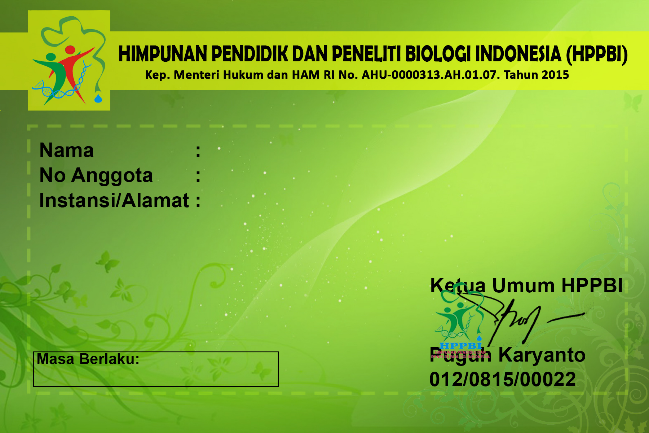 HIMPUNAN PENDIDIK DAN PENELITI BIOLOGI INDONESIA (HPPBI)
Kep. Menteri Hukum dan HAM RI No. AHU-0000313.AH.01.07. Tahun 2015
Nama :
No Anggota :
Instansi/Alamat :
Ketua Umum HPPBI
HPPBI
Puguh Karyanto
012/0815/00022
Masa Berlaku: